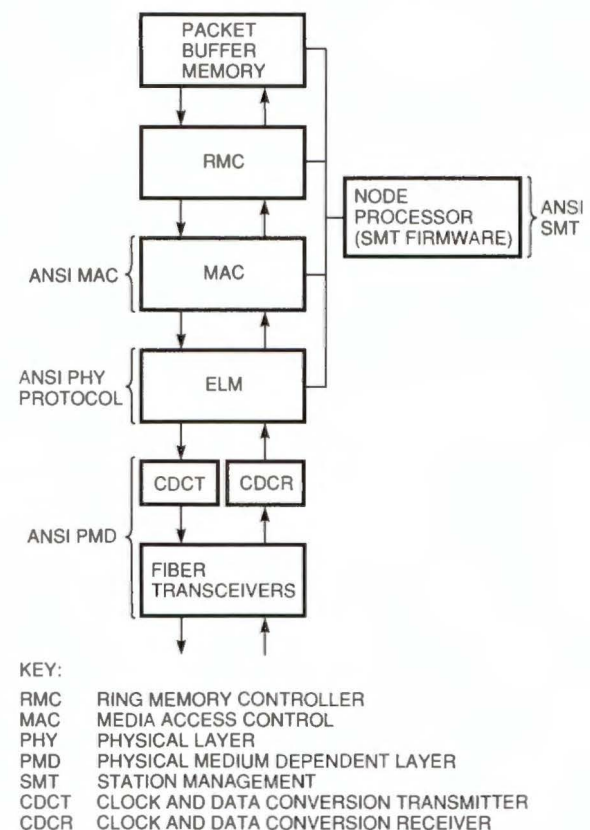 PACKET
BUFFER
MEMORY
RMC
NODE
PROCESSOR
(SMT FIRMWARE)
ANSI
SMT
ANSI MAC
MAC
ANSI PHY
PROTOCOL
ELM
CDCT
CDCR
ANSI PMD
FIBER
TRANSCEIVERS
KEY:
RMC RING MEMORY CONTROLLER
MAC MEDIA ACCESS CONTROL
PHY PHYSICAL LAYER
PMD PHYSICAL MEDIUM DEPENDENT LAYER
SMT STATION MANAGEMENT
CDCT CLOCK AND DATA CONVERSION TRANSMITTER
CDCR CLOCK AND DATA CONVERSION RECEIVER